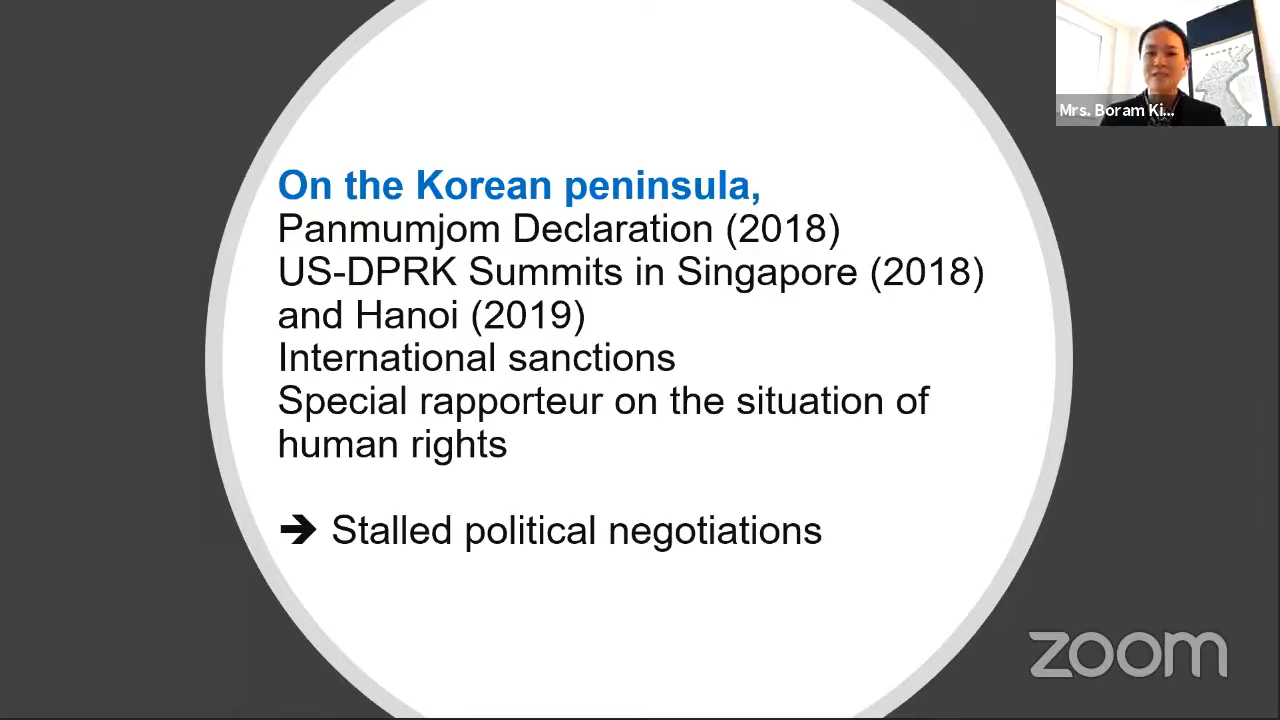 Mrs. Boram Ki...
On the Korean peninsula,
Panmumjom Declaration (2018)
US-DPRK Summits in Singapore (2018)
and Hanoi (2019)
International sanctions
Special rapporteur on the situation of
human rights
➔ Stalled political negotiations
zoom